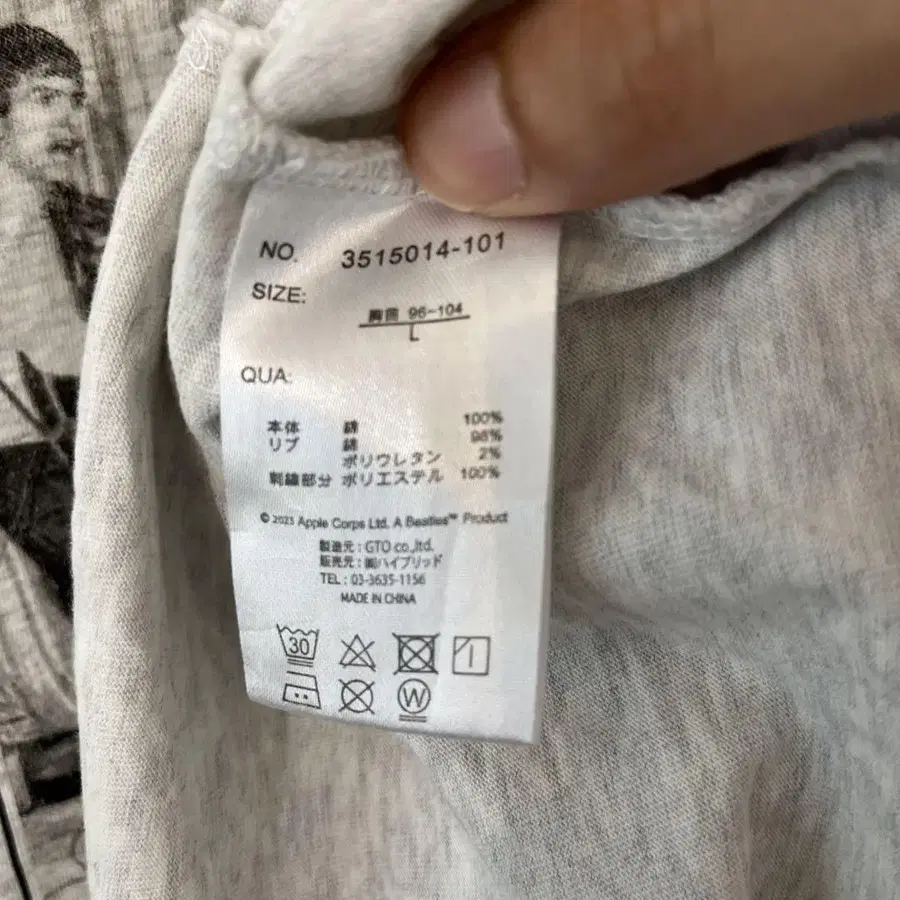 NO. 3515014-101
SIZE:
胸囲 96-104
L
QUA:
本体 綿 100%
リブ 綿 98%
ポリウレタン 2%
刺繍部分 ポリエステル 100%
© 2023 Apple Corps Ltd. A Beatles™ Product
製造元 : GTO co.,ltd.
販売元 : ㈱ハイブリッド
TEL : 03-3635-1156
MADE IN CHINA
30
W